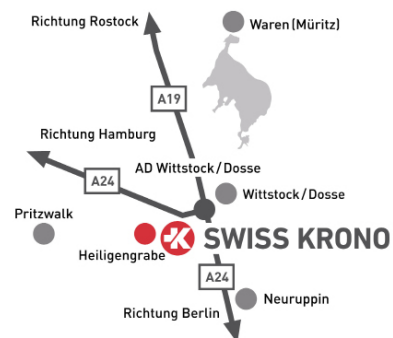 Richtung Rostock
Waren (Müritz)
A19
Richtung Hamburg
AD Wittstock / Dosse
A24
Wittstock / Dosse
Pritzwalk
Heiligengrabe
K SWISS KRONO
A24
Neuruppin
Richtung Berlin